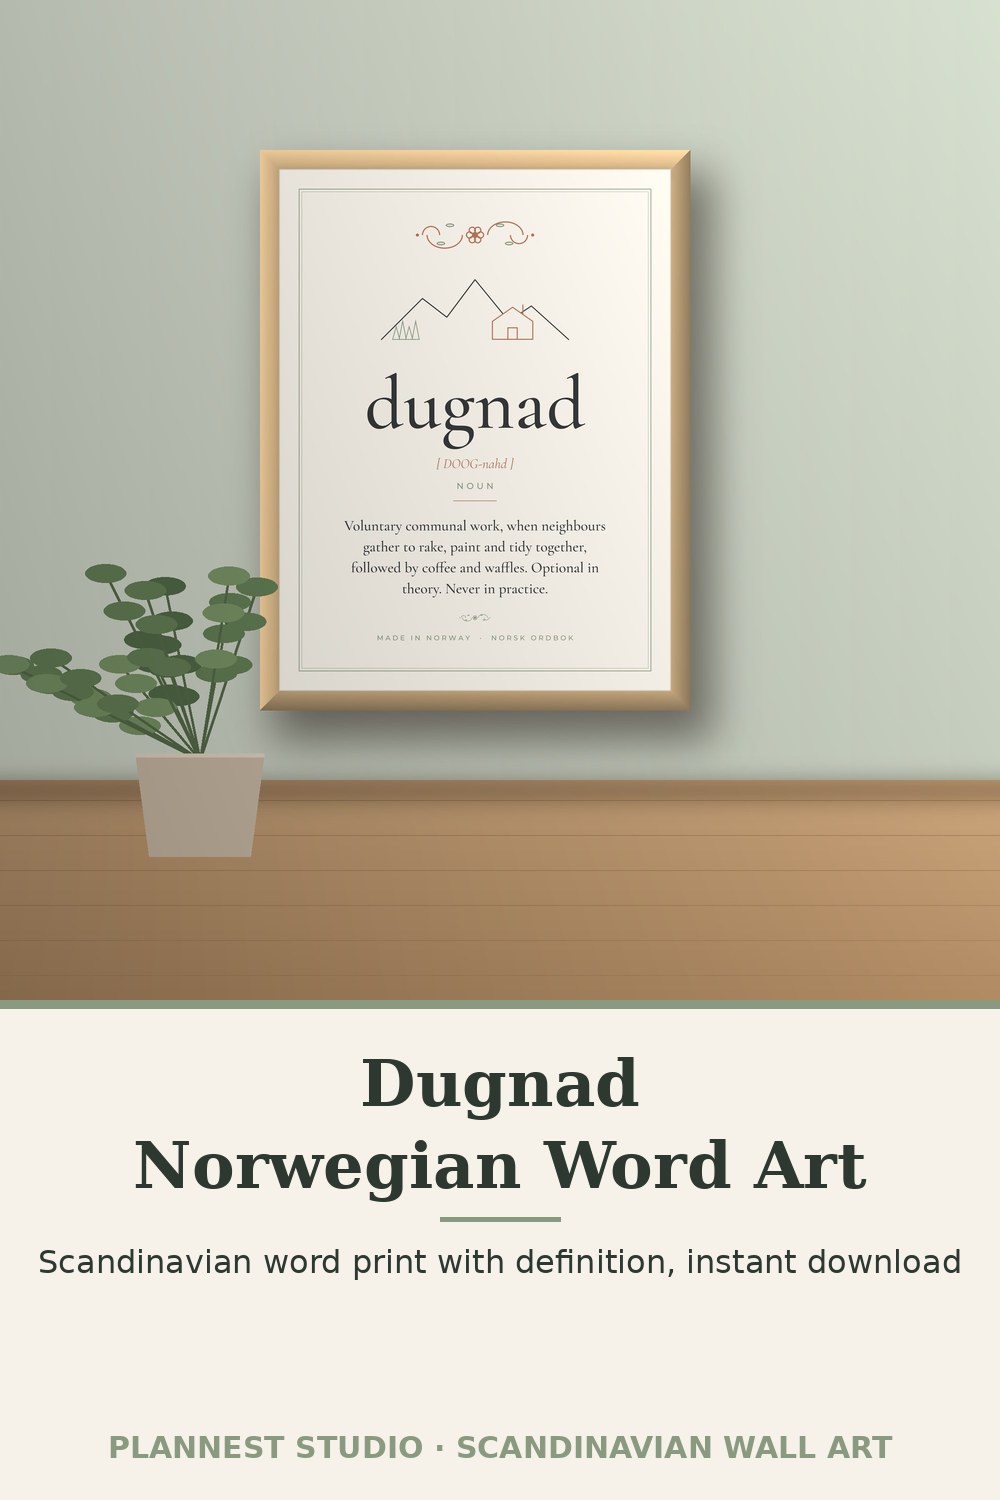 dugnad
[ DOOG-nahd ]
NOUN
Voluntary communal work, when neighbours
gather to rake, paint and tidy together,
followed by coffee and waffles. Optional in
theory. Never in practice.
MADE IN NORWAY · NORSK ORDBOK
Dugnad
Norwegian Word Art
Scandinavian word print with definition, instant download
PLANNEST STUDIO · SCANDINAVIAN WALL ART